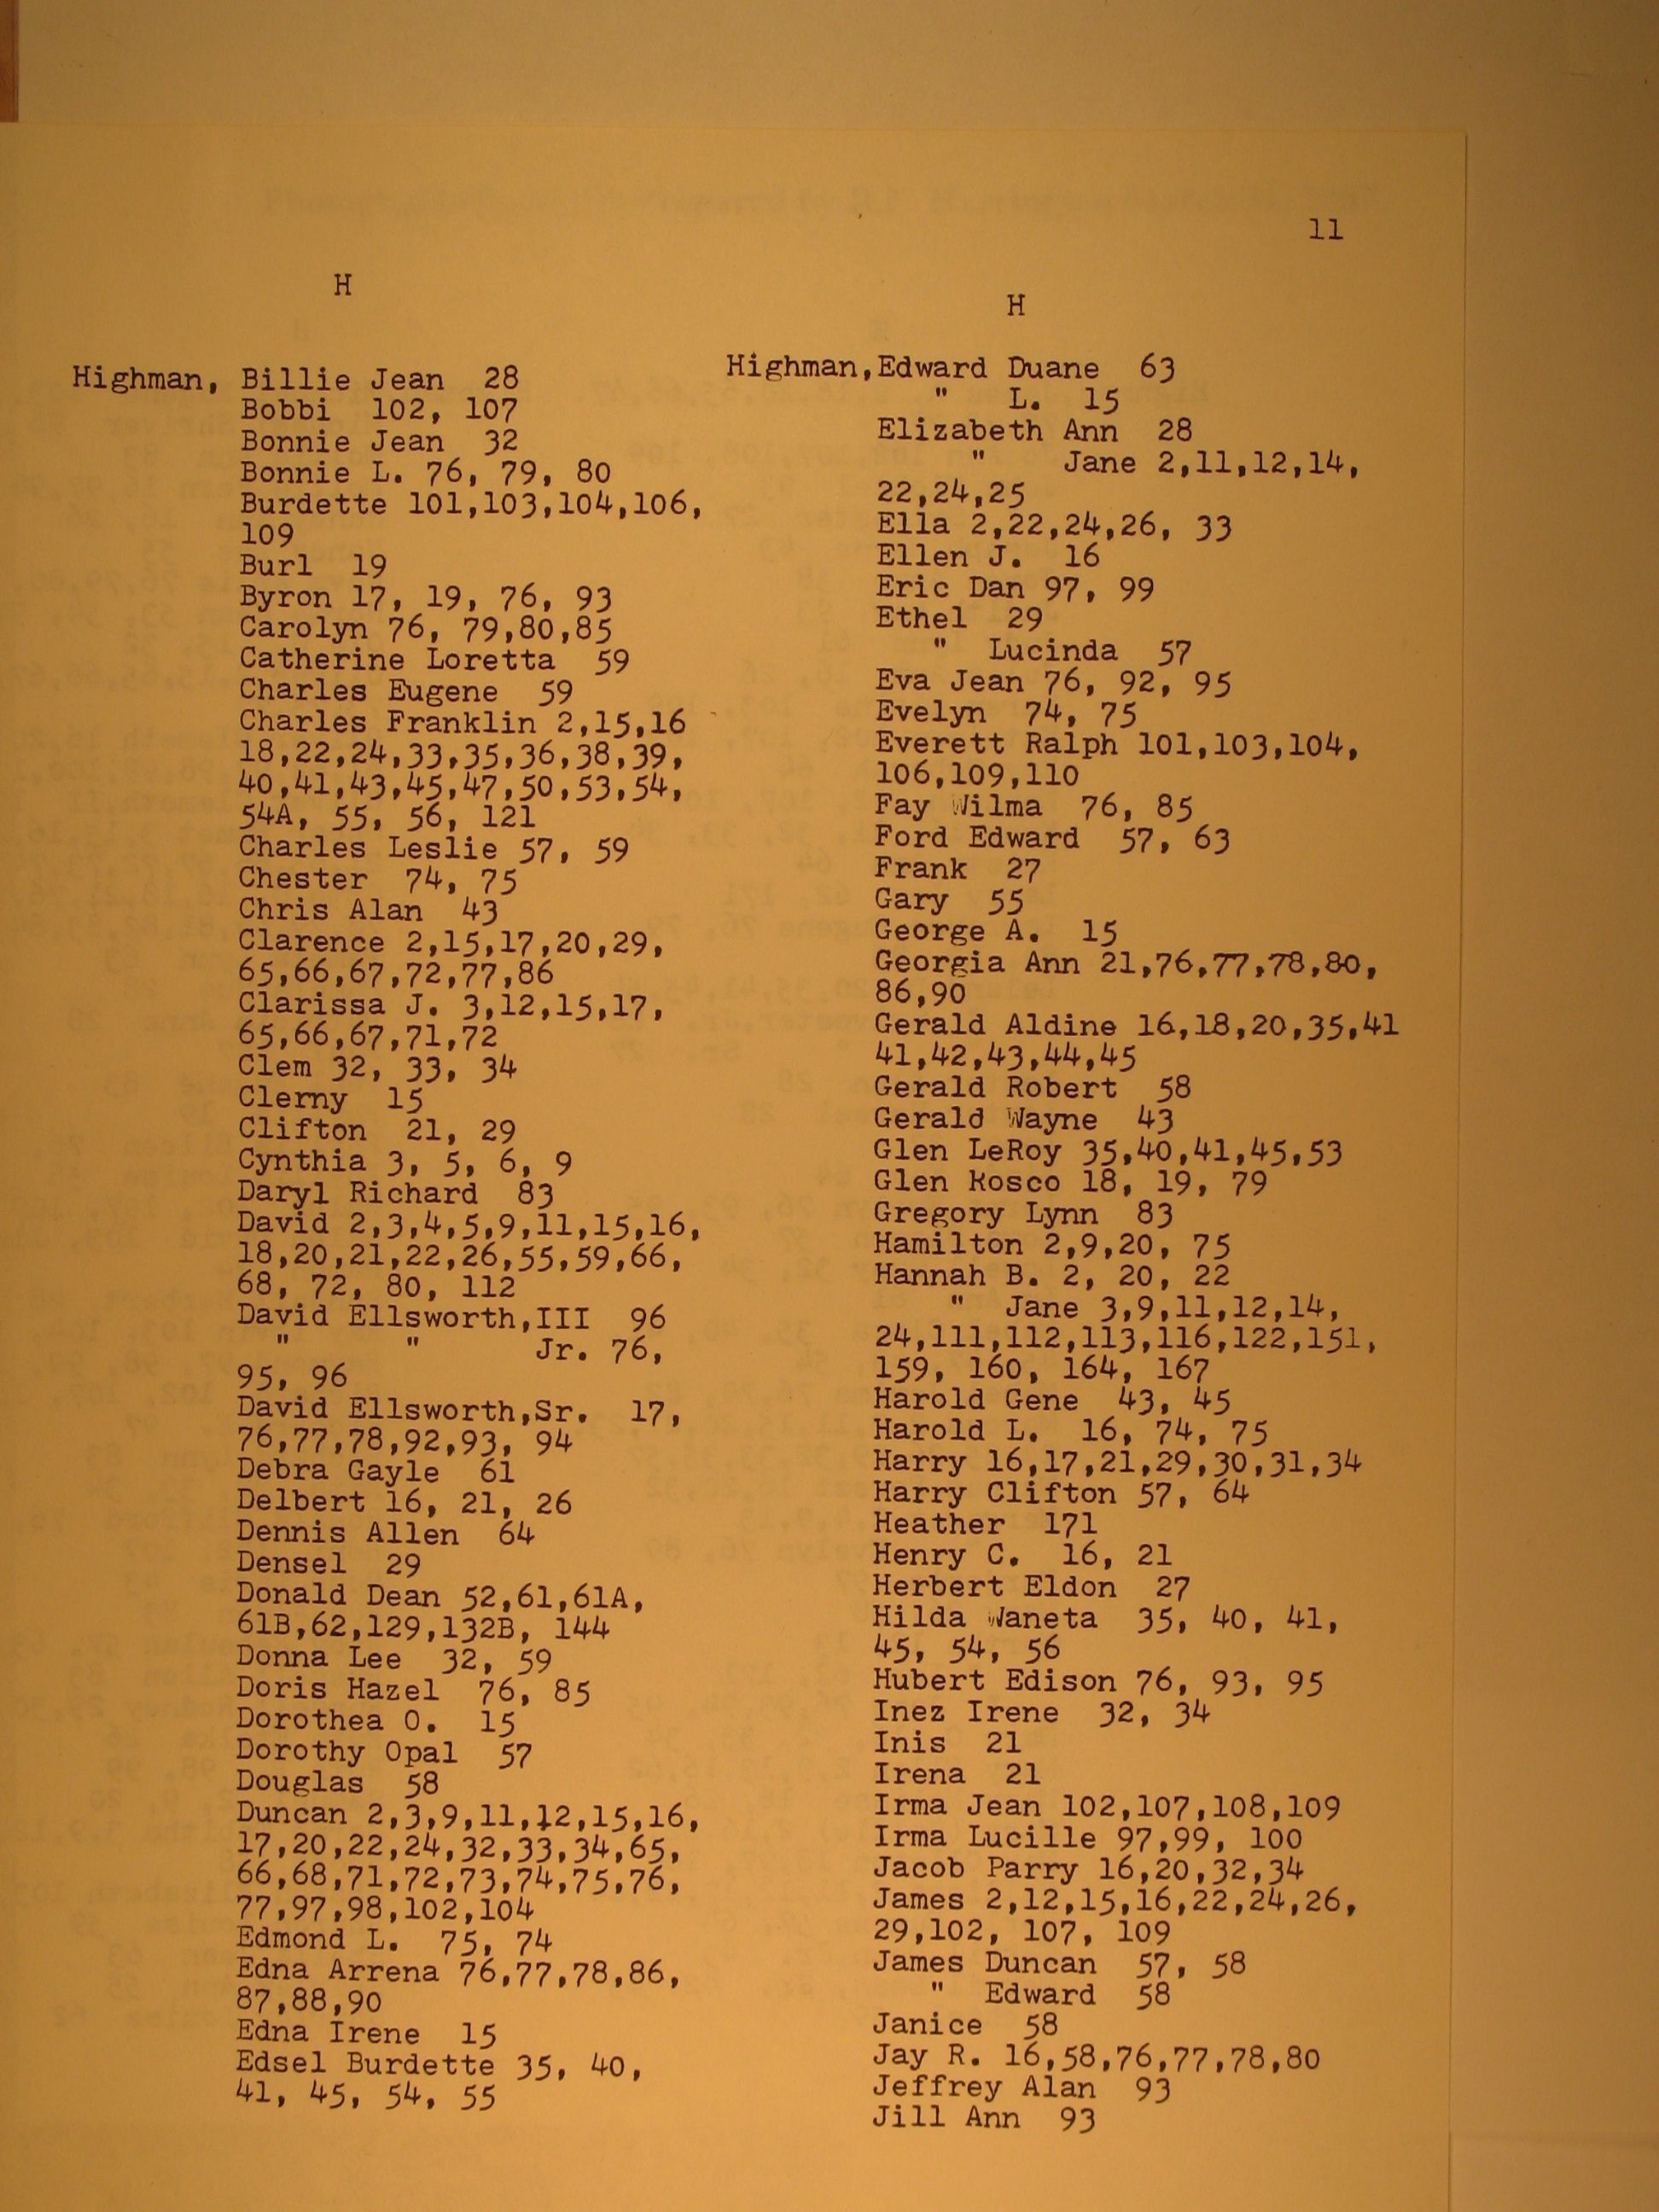 11
H
Highman, Billie Jean 28
Bobbi 102, 107
Bonnie Jean 32
Bonnie L. 76, 79, 80
Burdette 101,103,104,106,
109
Burl 19
Byron 17, 19, 76, 93
Carolyn 76, 79,80,85
Catherine Loretta 59
Charles Eugene 59
Charles Franklin 2,15,16
18,22,24,33,35,36,38,39,
40,41,43,45,47,50,53,54,
54A, 55, 56, 121
Charles Leslie 57, 59
Chester 74, 75
Chris Alan 43
Clarence 2,15,17,20,29,
65,66,67,72,77,86
Clarissa J. 3,12,15,17,
65,66,67,71,72
Clem 32, 33, 34
Clerny 15
Clifton 21, 29
Cynthia 3, 5, 6, 9
Daryl Richard 83
David 2,3,4,5,9,11,15,16,
18,20,21,22,26,55,59,66,
68, 72, 80, 112
David Ellsworth,III 96
" " Jr. 76,
95, 96
David Ellsworth,Sr. 17,
76,77,78,92,93, 94
Debra Gayle 61
Delbert 16, 21, 26
Dennis Allen 64
Densel 29
Donald Dean 52,61,61A,
61B,62,129,132B, 144
Donna Lee 32, 59
Doris Hazel 76, 85
Dorothea O. 15
Dorothy Opal 57
Douglas 58
Duncan 2,3,9,11,12,15,16,
17,20,22,24,32,33,34,65,
66,68,71,72,73,74,75,76,
77,97,98,102,104
Edmond L. 75, 74
Edna Arrena 76,77,78,86,
87,88,90
Edna Irene 15
Edsel Burdette 35, 40,
41, 45, 54, 55
H
Highman,Edward Duane 63
" L. 15
Elizabeth Ann 28
" Jane 2,11,12,14,
22,24,25
Ella 2,22,24,26, 33
Ellen J. 16
Eric Dan 97, 99
Ethel 29
" Lucinda 57
Eva Jean 76, 92, 95
Evelyn 74, 75
Everett Ralph 101,103,104,
106,109,110
Fay Wilma 76, 85
Ford Edward 57, 63
Frank 27
Gary 55
George A. 15
Georgia Ann 21,76,77,78,80,
86,90
Gerald Aldine 16,18,20,35,41
41,42,43,44,45
Gerald Robert 58
Gerald Wayne 43
Glen LeRoy 35,40,41,45,53
Glen Rosco 18, 19, 79
Gregory Lynn 83
Hamilton 2,9,20, 75
Hannah B. 2, 20, 22
" Jane 3,9,11,12,14,
24,111,112,113,116,122,151,
159, 160, 164, 167
Harold Gene 43, 45
Harold L. 16, 74, 75
Harry 16,17,21,29,30,31,34
Harry Clifton 57, 64
Heather 171
Henry C. 16, 21
Herbert Eldon 27
Hilda Waneta 35, 40, 41,
45, 54, 56
Hubert Edison 76, 93, 95
Inez Irene 32, 34
Inis 21
Irena 21
Irma Jean 102,107,108,109
Irma Lucille 97,99, 100
Jacob Parry 16,20,32,34
James 2,12,15,16,22,24,26,
29,102, 107, 109
James Duncan 57, 58
" Edward 58
Janice 58
Jay R. 16,58,76,77,78,80
Jeffrey Alan 93
Jill Ann 93